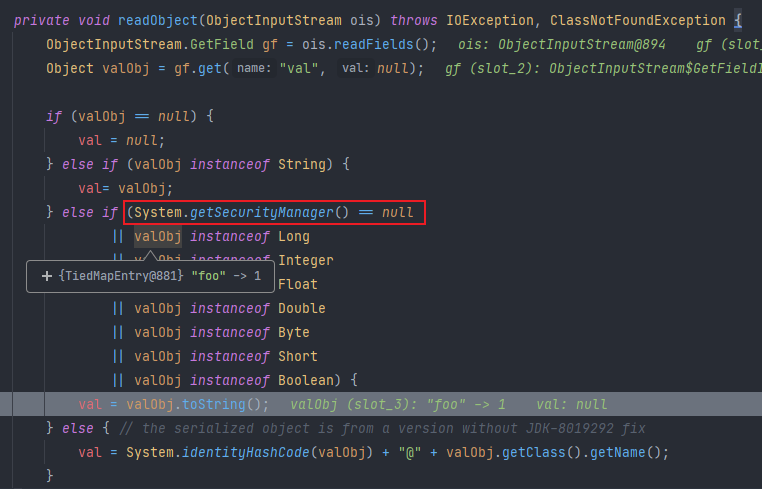 private void readObject(ObjectInputStream ois) throws IOException, ClassNotFoundException {
ObjectInputStream.GetField gf = ois.readFields();   ois: ObjectInputStream@894    gf (slot_
Object valObj = gf.get( name: "val",  val: null);   gf (slot_2): ObjectInputStream$GetFieldI
if (valObj == null) {
val = null;
} else if (valObj instanceof String) {
val= valObj;
} else if (System.getSecurityManager() == null
|| valObj instanceof Long
|| valObj instanceof Integer
+ {TiedMapEntry@881} "foo" -> 1
Float
|| valObj instanceof Double
|| valObj instanceof Byte
|| valObj instanceof Short
|| valObj instanceof Boolean) {
val = valObj.toString();   valObj (slot_3): "foo" -> 1    val: null
} else { // the serialized object is from a version without JDK-8019292 fix
val = System.identityHashCode(valObj) + "@" + valObj.getClass().getName();
}